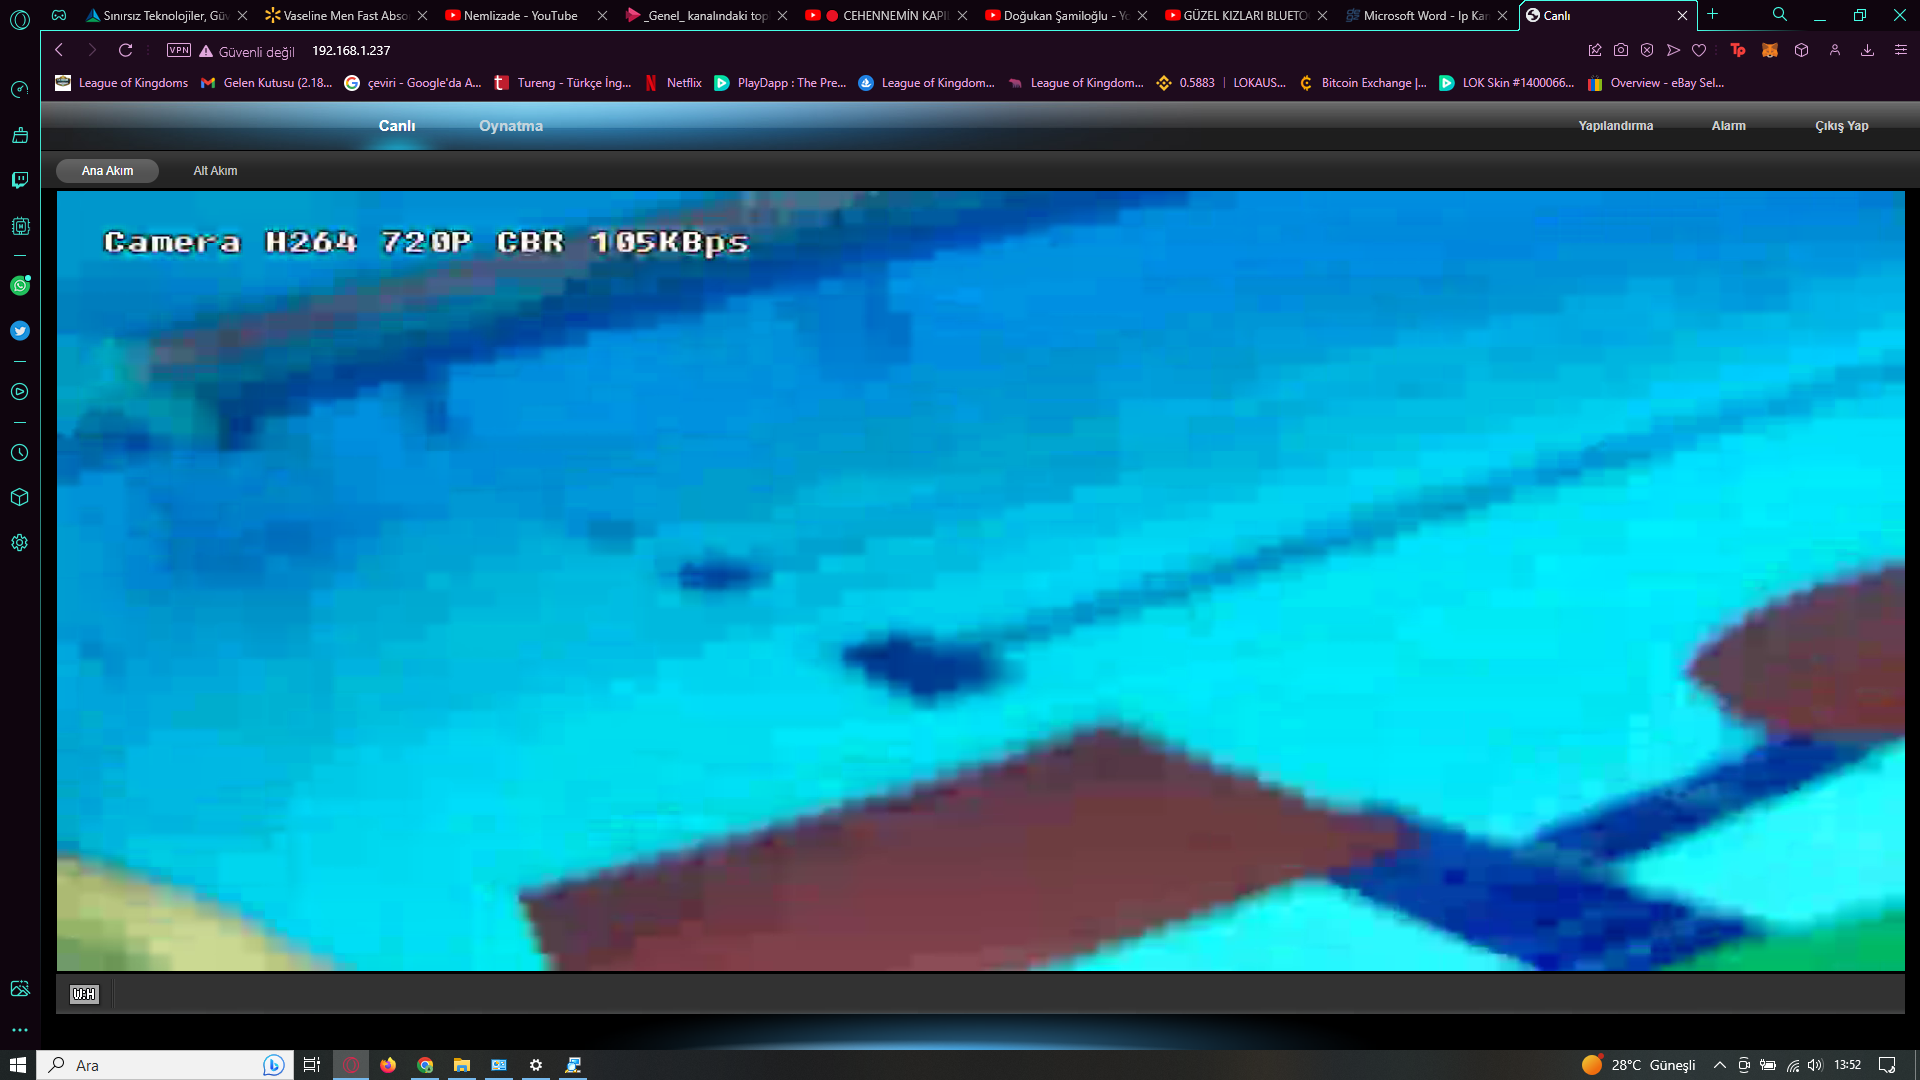 Sınırsız Teknolojiler, Güv
Vaseline Men Fast Abso
Nemlizade - YouTube
_Genel_ kanalındaki top
CEHENNEMİN KAPI
Doğukan Şamiloğlu - Yo
GÜZEL KIZLARI BLUETO
Microsoft Word - Ip Kam
Canlı
VPN
Güvenli değil
192.168.1.237
Tp
League of Kingdoms
Gelen Kutusu (2.18...
çeviri - Google'da A...
Tureng - Türkçe İng...
Netflix
PlayDapp : The Pre...
League of Kingdom...
League of Kingdom...
0.5883 | LOKAUS...
Bitcoin Exchange |...
LOK Skin #1400066...
Overview - eBay Sel...
Canlı
Oynatma
Yapılandırma
Alarm
Çıkış Yap
Ana Akım
Alt Akım
Camera H264 720P CBR 105KBps
W:H
Ara
28°C Güneşli
13:52